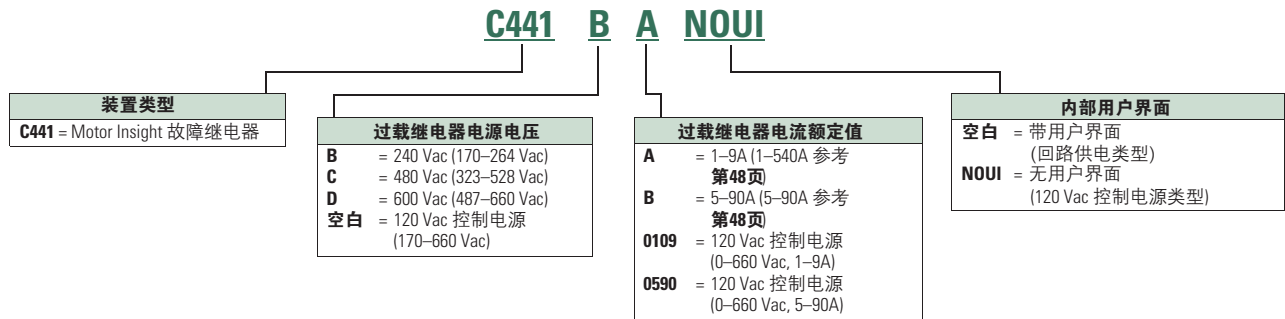 C441 B A NOUI
装置类型
C441 = Motor Insight 故障继电器
过载继电器电源电压
B = 240 Vac (170–264 Vac)
C = 480 Vac (323–528 Vac)
D = 600 Vac (487–660 Vac)
空白 = 120 Vac 控制电源
(170–660 Vac)
过载继电器电流额定值
A = 1–9A (1–540A 参考
第48页)
B = 5–90A (5–90A 参考
第48页)
0109 = 120 Vac 控制电源
(0–660 Vac, 1–9A)
0590 = 120 Vac 控制电源
(0–660 Vac, 5–90A)
内部用户界面
空白 = 带用户界面
(回路供电类型)
NOUI = 无用户界面
(120 Vac 控制电源类型)